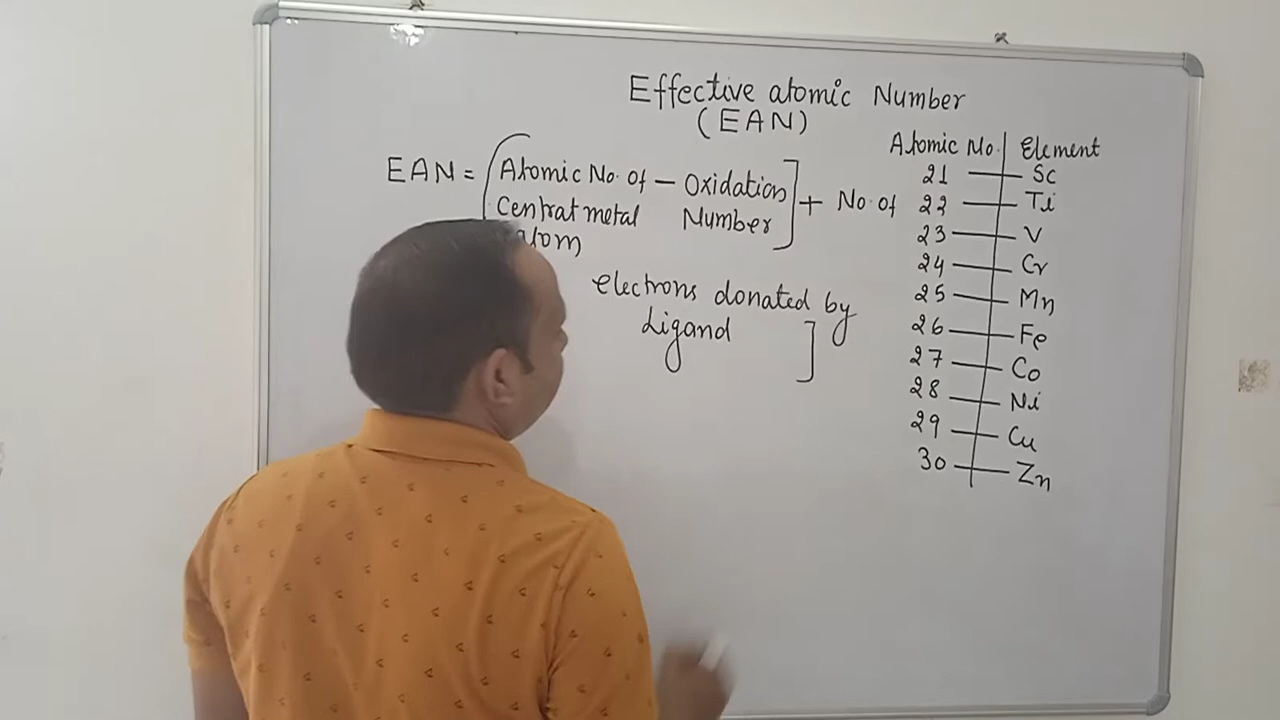 Effective atomic Number
(EAN)
EAN = (Atomic No. of – Oxidation] + No. of
Centrat metal Number
atom
electrons donated by
Ligand ]
Atomic No. Element
21 Sc
22 Ti
23 V
24 Cr
25 Mn
26 Fe
27 Co
28 Ni
29 Cu
30 Zn